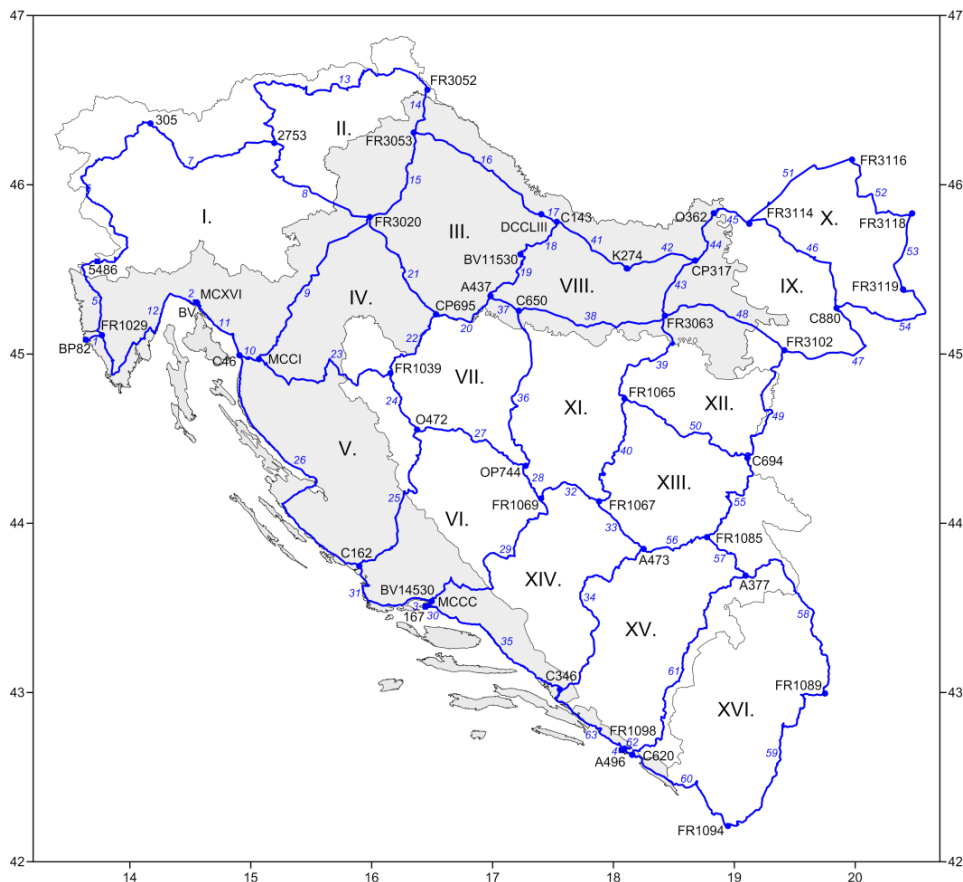 47
47
FR3052
13
14
305
2753
II.
FR3053
7
16
FR3116
51
46
6
15
46
8
52
FR3114
I.
FR3020
17
O362
45
X.
DCCLIII
C143
FR3118
III.
18
41
44
46
K274
42
BV11530
CP317
5486
19
53
21
VIII.
43
IX.
A437
FR3119
5
12
2
MCXVI
9
IV.
C650
37
BV
CP695
38
48
C880
54
FR1029
11
20
FR3063
1
22
BP82
FR3102
45
10
23
39
47
45
C46
MCCI
FR1039
VII.
FR1065
XI.
XII.
24
36
49
O472
50
V.
27
26
40
C694
OP744
28
XIII.
25
32
FR1069
FR1067
55
44
VI.
33
56
FR1085
44
29
A473
57
C162
XIV.
A377
31
BV14530
34
58
3
MCCC
167
30
XV.
35
61
43
C346
FR1089
43
XVI.
63
FR1098
62
4
A496
C620
59
60
FR1094
42
42
14
15
16
17
18
19
20